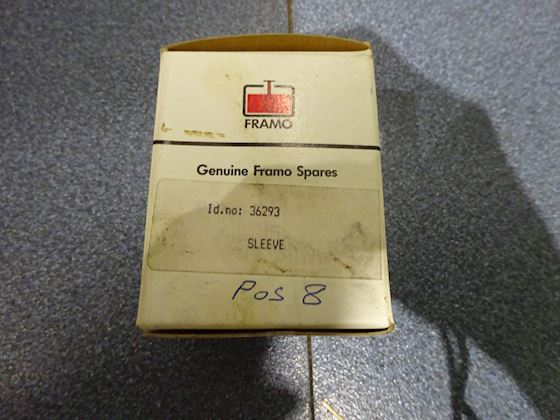 FRAMO
Genuine Framo Spares
Id.no: 36293
SLEEVE
POS 8